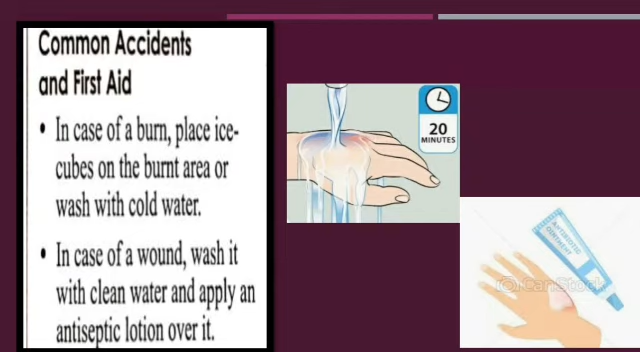 Common Accidents
and First Aid
• In case of a burn, place ice-
cubes on the burnt area or
wash with cold water.
• In case of a wound, wash it
with clean water and apply an
antiseptic lotion over it.
20
MINUTES
ANTIBIOTIC
OINTMENT
CanStock